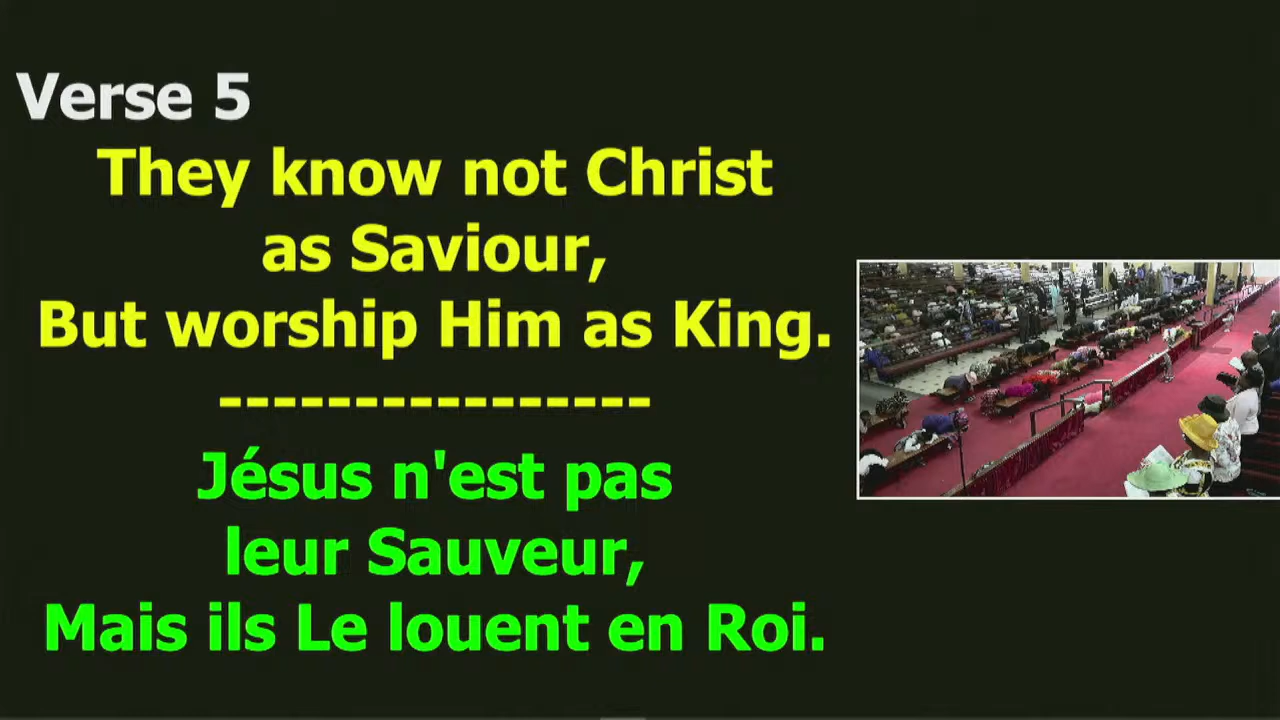 Verse 5
They know not Christ
as Saviour,
But worship Him as King.
----------------
Jésus n'est pas
leur Sauveur,
Mais ils Le louent en Roi.